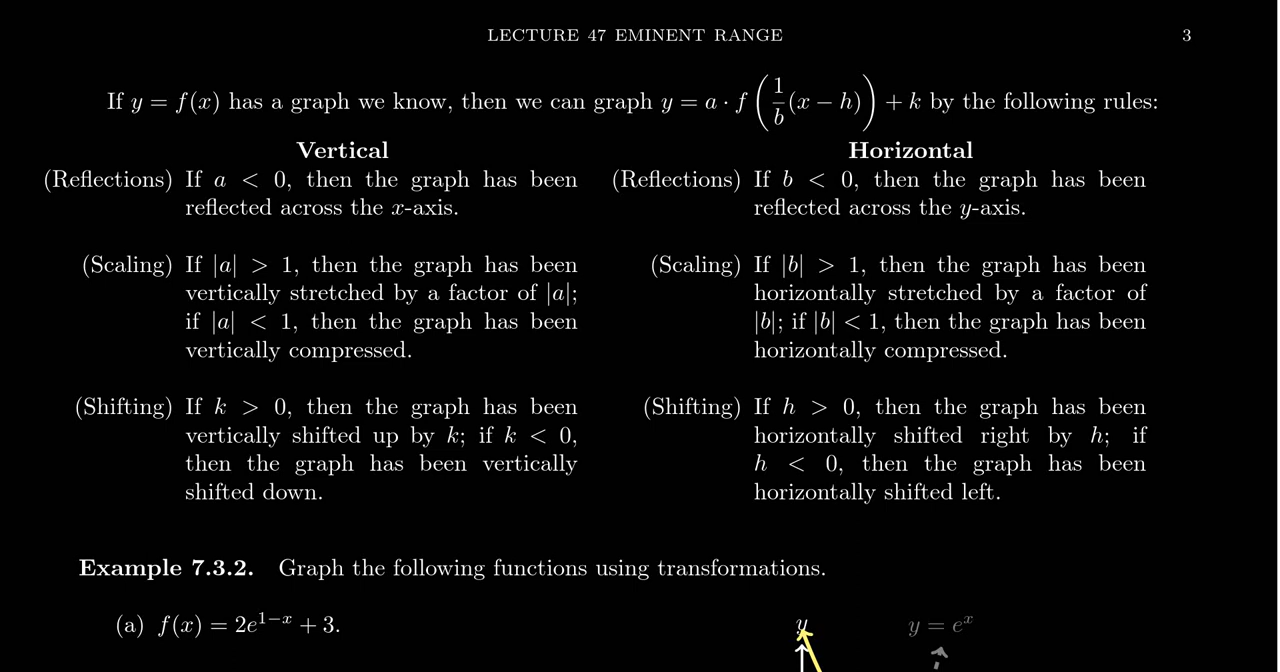 LECTURE 47 EMINENT RANGE 3
If y = f(x) has a graph we know, then we can graph y = a · f(1/b(x − h)) + k by the following rules:
Vertical
(Reflections) If a < 0, then the graph has been
reflected across the x-axis.
(Scaling) If |a| > 1, then the graph has been
vertically stretched by a factor of |a|;
if |a| < 1, then the graph has been
vertically compressed.
(Shifting) If k > 0, then the graph has been
vertically shifted up by k; if k < 0,
then the graph has been vertically
shifted down.
Horizontal
(Reflections) If b < 0, then the graph has been
reflected across the y-axis.
(Scaling) If |b| > 1, then the graph has been
horizontally stretched by a factor of
|b|; if |b| < 1, then the graph has been
horizontally compressed.
(Shifting) If h > 0, then the graph has been
horizontally shifted right by h; if
h < 0, then the graph has been
horizontally shifted left.
Example 7.3.2. Graph the following functions using transformations.
(a) f(x) = 2e^{1−x} + 3.
y
y = e^x